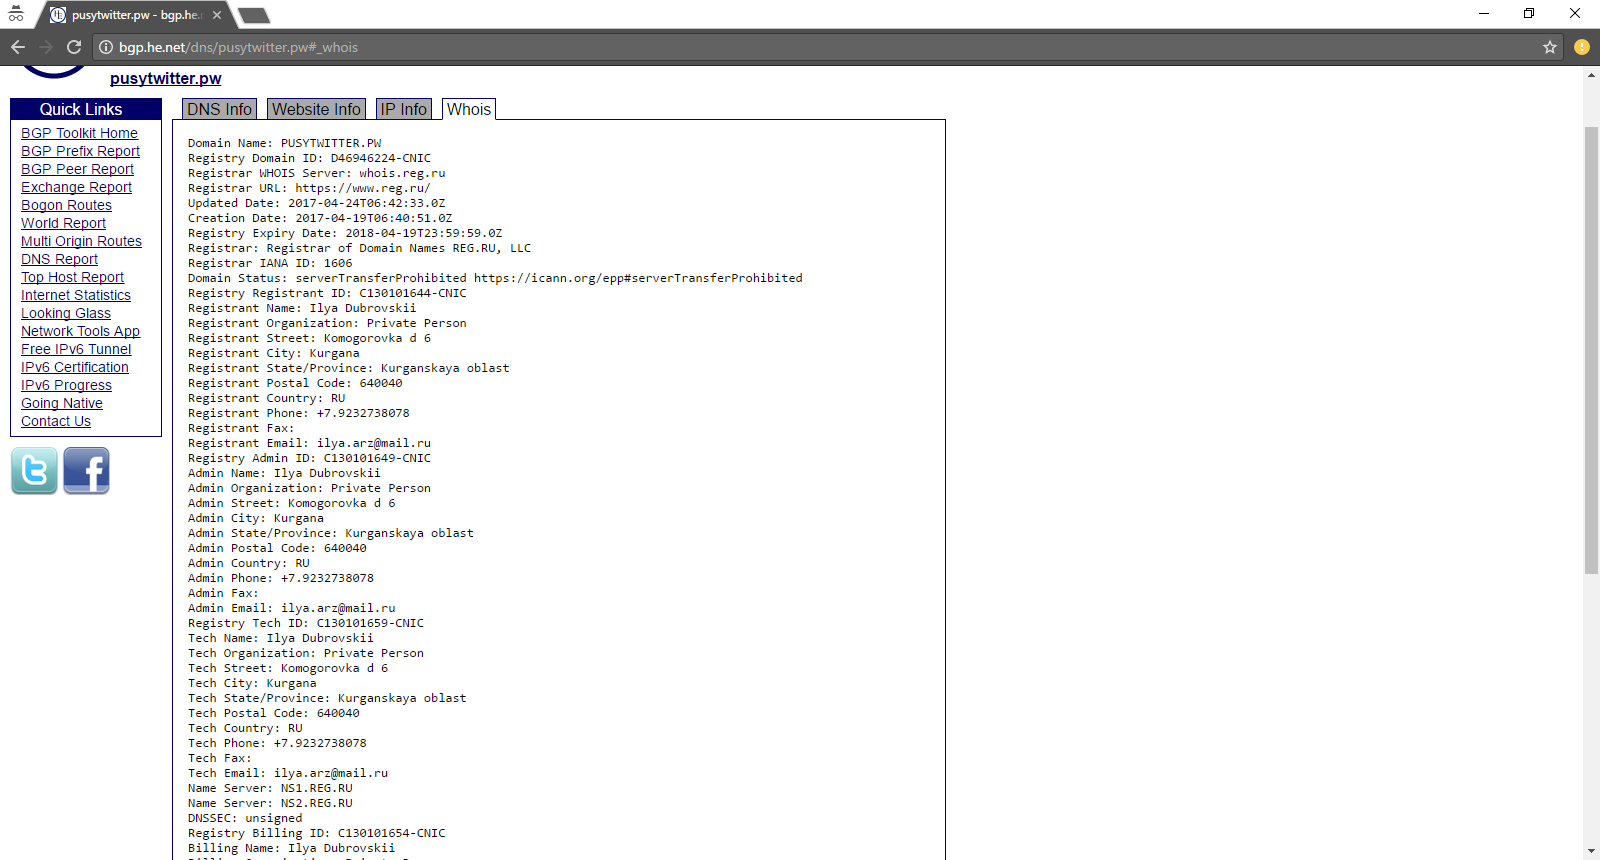 pusytwitter.pw - bgp.he.
bgp.he.net/dns/pusytwitter.pw#_whois
pusytwitter.pw
Quick Links
BGP Toolkit Home
BGP Prefix Report
BGP Peer Report
Exchange Report
Bogon Routes
World Report
Multi Origin Routes
DNS Report
Top Host Report
Internet Statistics
Looking Glass
Network Tools App
Free IPv6 Tunnel
IPv6 Certification
IPv6 Progress
Going Native
Contact Us
DNS Info Website Info IP Info Whois
Domain Name: PUSYTWITTER.PW
Registry Domain ID: D46946224-CNIC
Registrar WHOIS Server: whois.reg.ru
Registrar URL: https://www.reg.ru/
Updated Date: 2017-04-24T06:42:33.0Z
Creation Date: 2017-04-19T06:40:51.0Z
Registry Expiry Date: 2018-04-19T23:59:59.0Z
Registrar: Registrar of Domain Names REG.RU, LLC
Registrar IANA ID: 1606
Domain Status: serverTransferProhibited https://icann.org/epp#serverTransferProhibited
Registry Registrant ID: C130101644-CNIC
Registrant Name: Ilya Dubrovskii
Registrant Organization: Private Person
Registrant Street: Komogorovka d 6
Registrant City: Kurgana
Registrant State/Province: Kurganskaya oblast
Registrant Postal Code: 640040
Registrant Country: RU
Registrant Phone: +7.9232738078
Registrant Fax:
Registrant Email: ilya.arz@mail.ru
Registry Admin ID: C130101649-CNIC
Admin Name: Ilya Dubrovskii
Admin Organization: Private Person
Admin Street: Komogorovka d 6
Admin City: Kurgana
Admin State/Province: Kurganskaya oblast
Admin Postal Code: 640040
Admin Country: RU
Admin Phone: +7.9232738078
Admin Fax:
Admin Email: ilya.arz@mail.ru
Registry Tech ID: C130101659-CNIC
Tech Name: Ilya Dubrovskii
Tech Organization: Private Person
Tech Street: Komogorovka d 6
Tech City: Kurgana
Tech State/Province: Kurganskaya oblast
Tech Postal Code: 640040
Tech Country: RU
Tech Phone: +7.9232738078
Tech Fax:
Tech Email: ilya.arz@mail.ru
Name Server: NS1.REG.RU
Name Server: NS2.REG.RU
DNSSEC: unsigned
Registry Billing ID: C130101654-CNIC
Billing Name: Ilya Dubrovskii